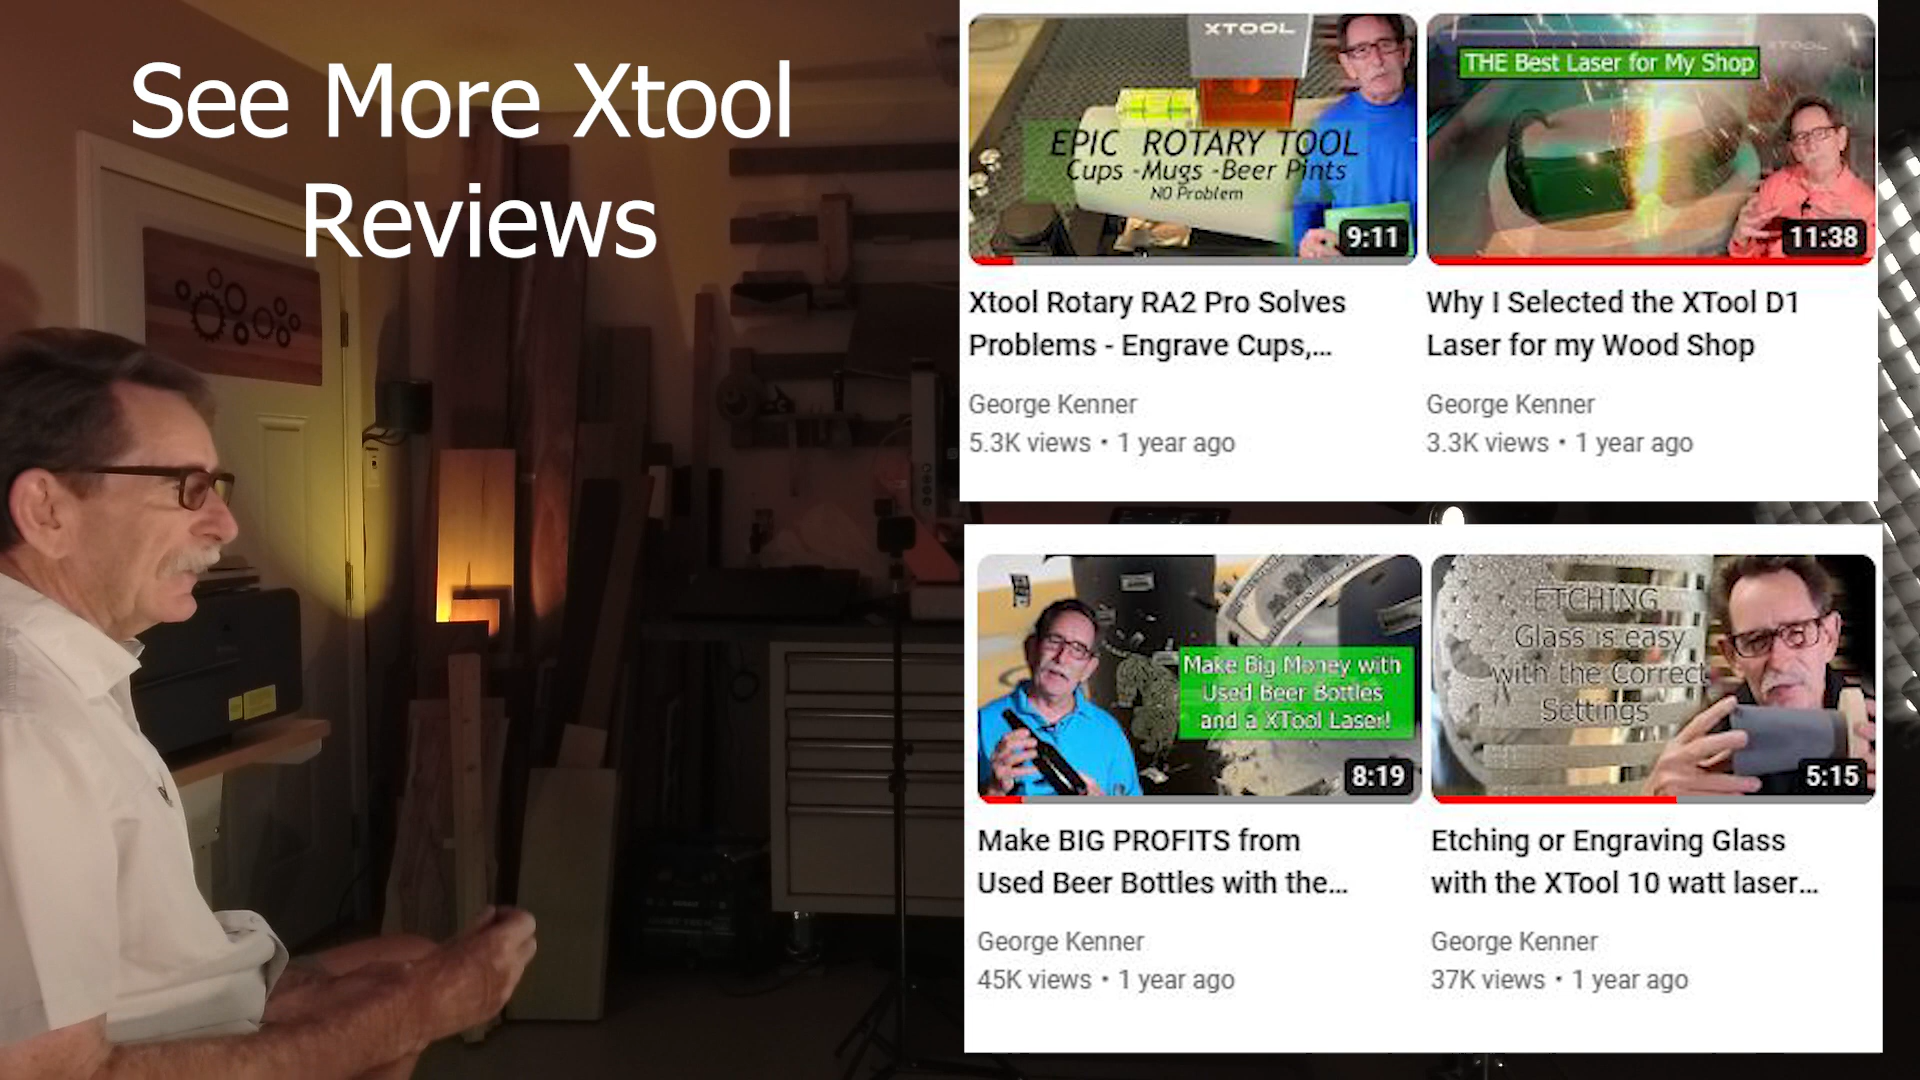 See More Xtool
Reviews
XTOOL
EPIC ROTARY TOOL
Cups -Mugs -Beer Pints
NO Problem
9:11
Xtool Rotary RA2 Pro Solves
Problems - Engrave Cups,...
George Kenner
5.3K views • 1 year ago
XTOOL
THE Best Laser for My Shop
11:38
Why I Selected the XTool D1
Laser for my Wood Shop
George Kenner
3.3K views • 1 year ago
Make Big Money with
Used Beer Bottles
and a XTool Laser!
8:19
Make BIG PROFITS from
Used Beer Bottles with the...
George Kenner
45K views • 1 year ago
ETCHING
Glass is easy
with the Correct
Settings
5:15
Etching or Engraving Glass
with the XTool 10 watt laser...
George Kenner
37K views • 1 year ago